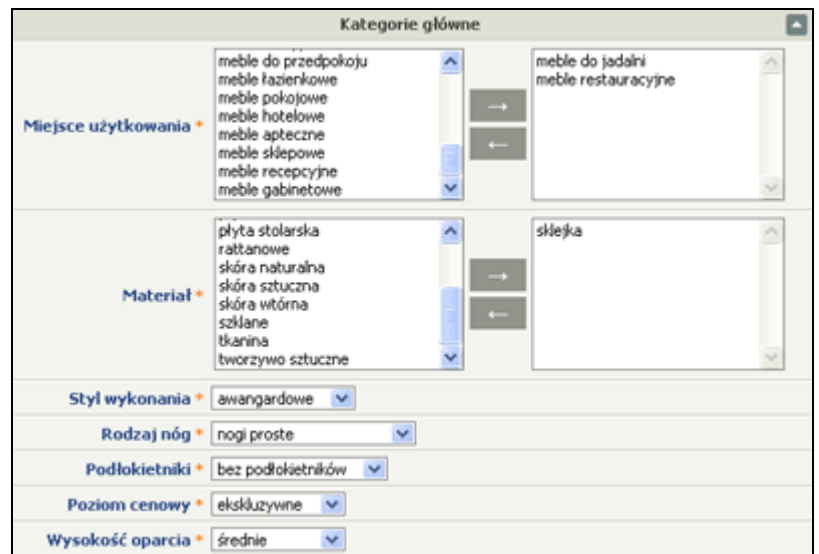 Kategorie główne
Miejsce użytkowania *
meble do przedpokoju
meble łazienkowe
meble pokojowe
meble hotelowe
meble apteczne
meble sklepowe
meble recepcyjne
meble gabinetowe
→
←
meble do jadalni
meble restauracyjne
Materiał *
płyta stolarska
rattanowe
skóra naturalna
skóra sztuczna
skóra wtórna
szklane
tkanina
tworzywo sztuczne
→
←
sklejka
Styl wykonania * awangardowe
Rodzaj nóg * nogi proste
Podłokietniki * bez podłokietników
Poziom cenowy * ekskluzywne
Wysokość oparcia * średnie